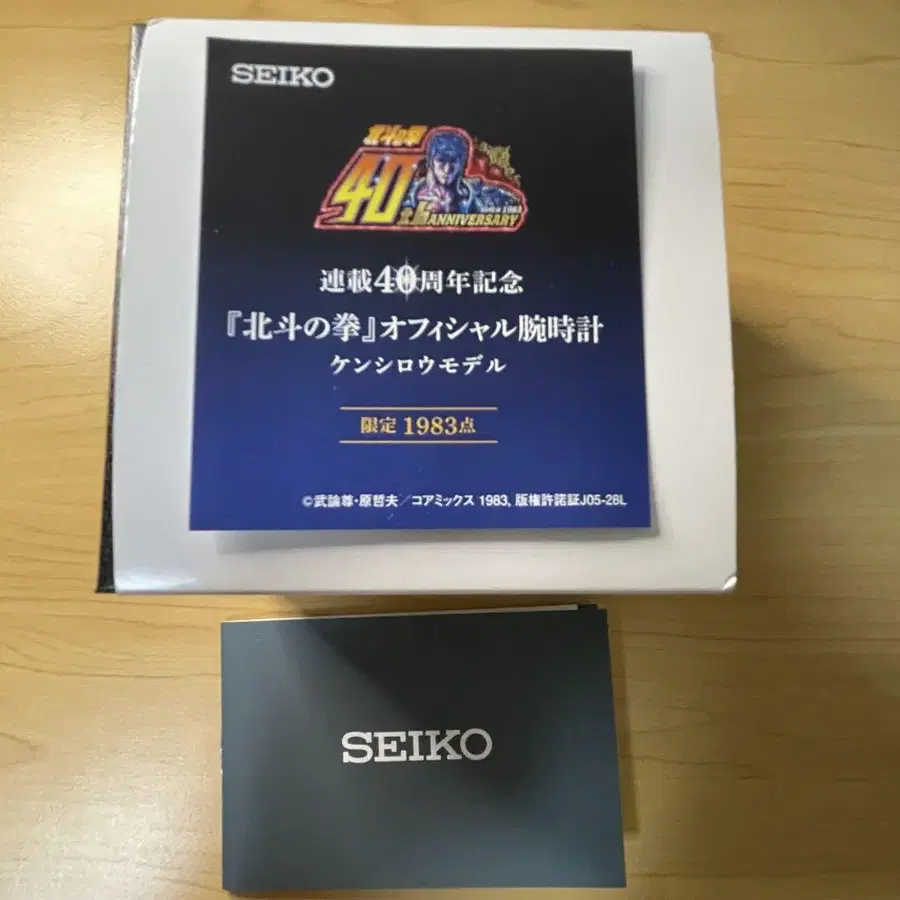 SEIKO
北斗の拳
40th ANNIVERSARY
SINCE 1983
連載40周年記念
『北斗の拳』オフィシャル腕時計
ケンシロウモデル
限定 1983点
©武論尊・原哲夫／コアミックス 1983, 版権許諾証J05-28L
SEIKO